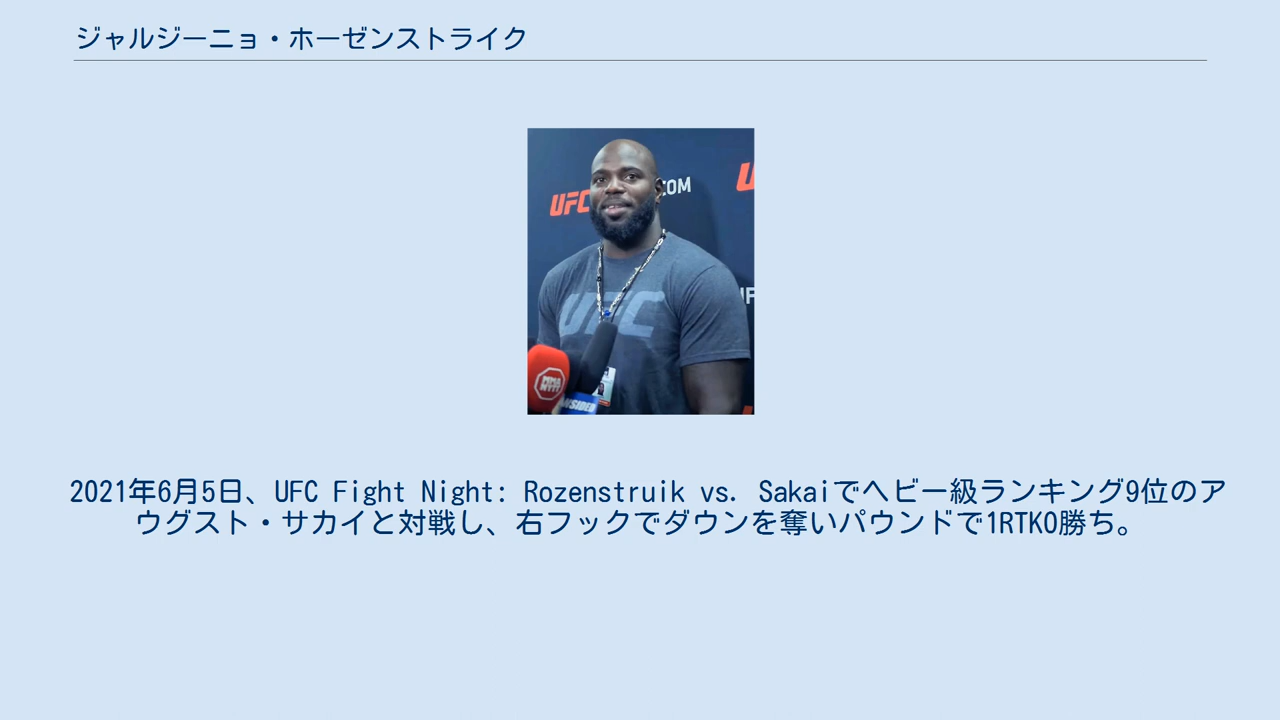 ジャルジーニョ・ホーゼンストライク
UFC
.COM
UFC
2021年6月5日、UFC Fight Night: Rozenstruik vs. Sakaiでヘビー級ランキング9位のア
ウグスト・サカイと対戦し、右フックでダウンを奪いパウンドで1RTKO勝ち。